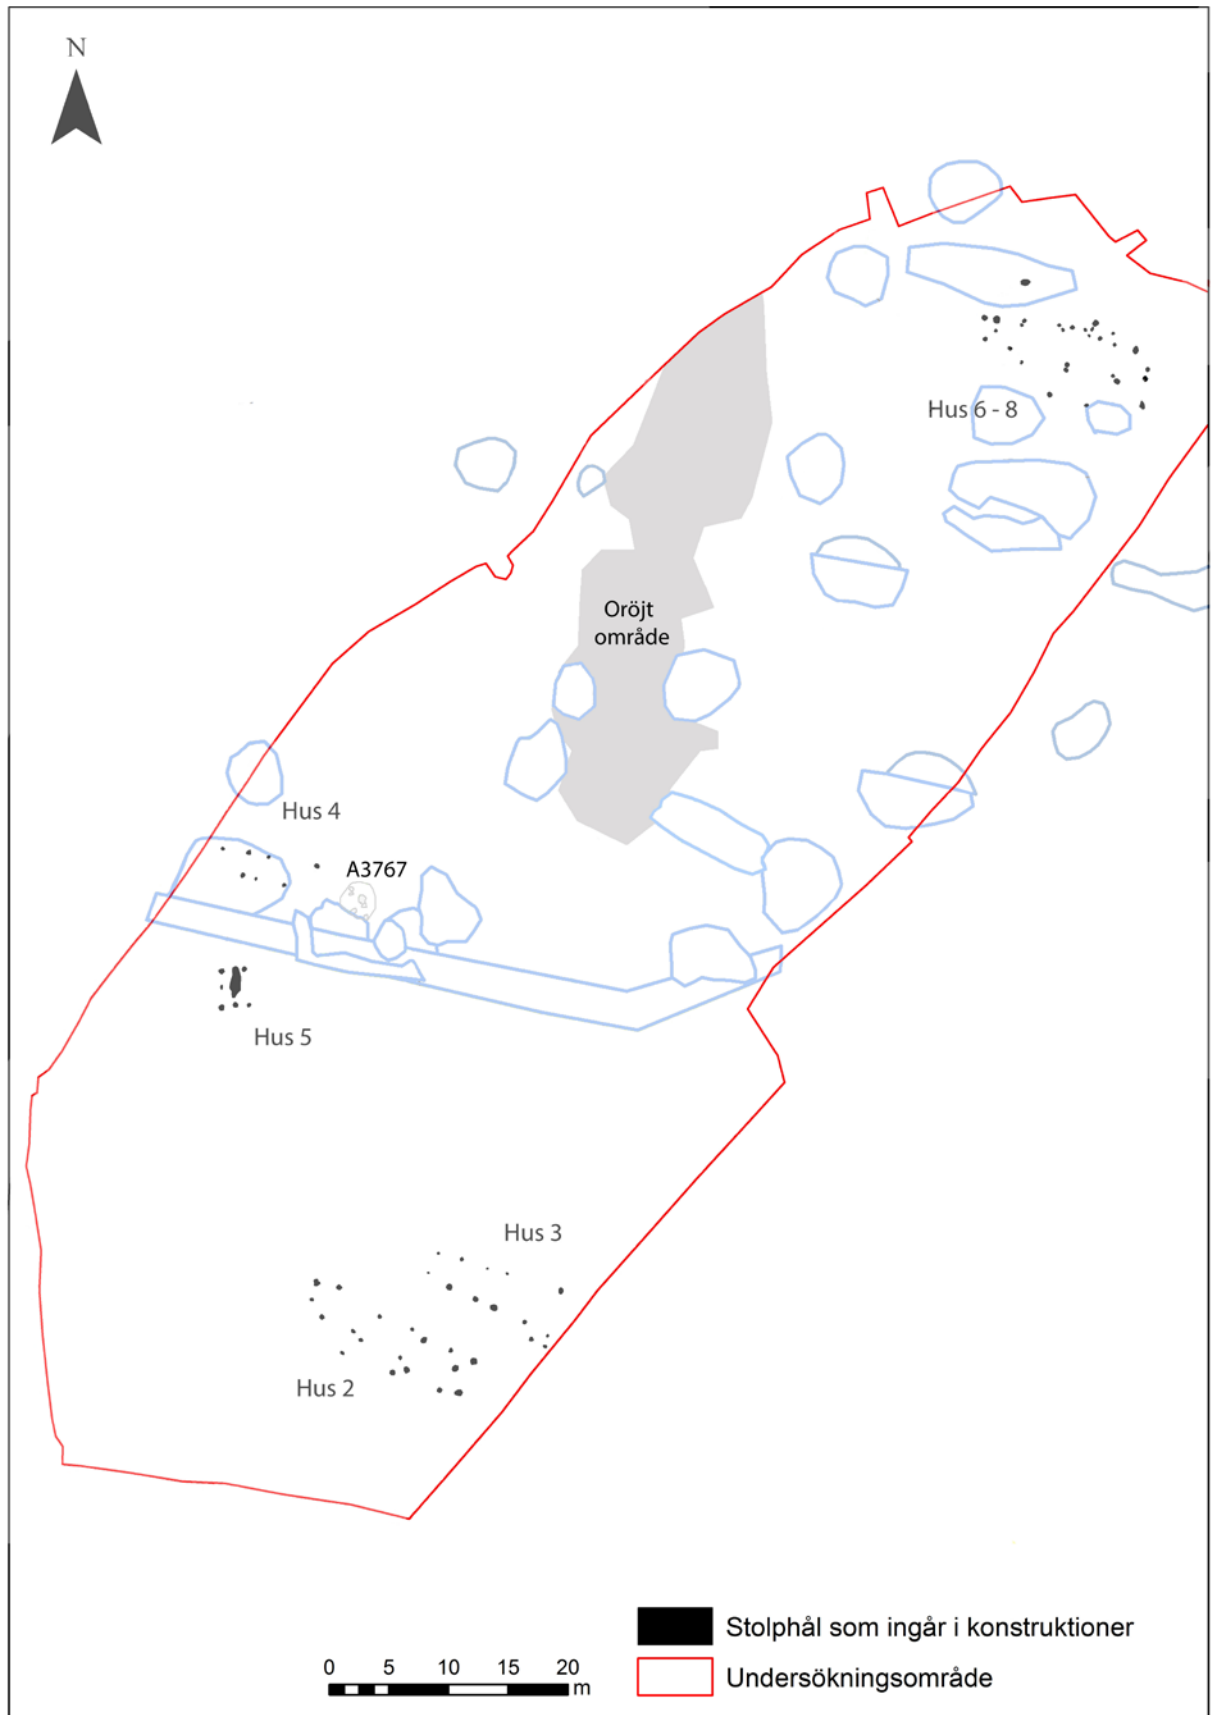 N
Hus 6 - 8
Oröjt
område
Hus 4
A3767
Hus 5
Hus 3
Hus 2
Stolphål som ingår i konstruktioner
0 5 10 15 20
m
Undersökningsområde